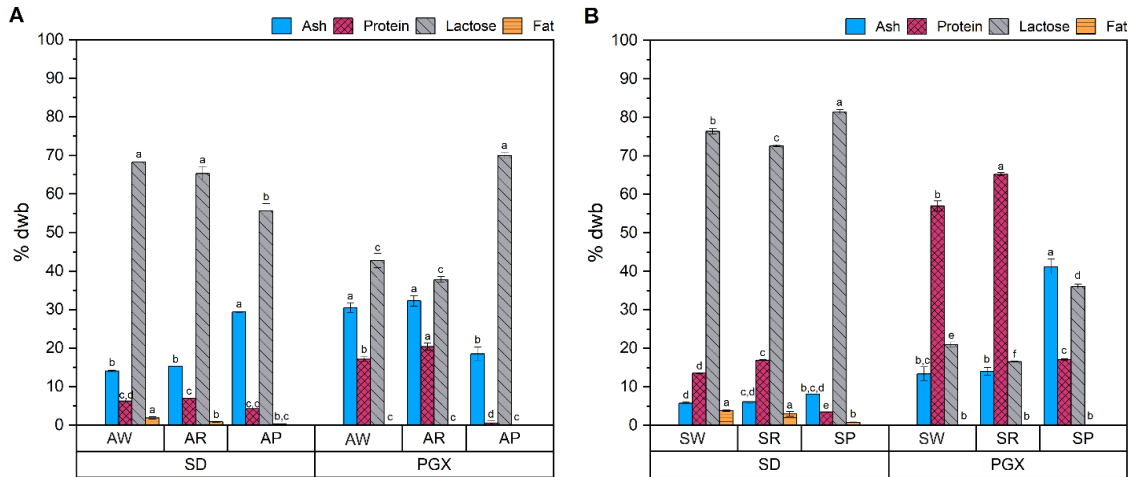 A
Ash Protein Lactose Fat
100
90
80
70
60
50
40
30
20
10
0
% dwb
b c,d a a
b c a
a b b,c
a b c c
a a c c
a d a c
AW AR AP AW AR AP
SD PGX
B
Ash Protein Lactose Fat
100
90
80
70
60
50
40
30
20
10
0
% dwb
b d b a
c,d c c a
b,c,d e a b
b,c b e b
b a f b
a c d b
SW SR SP SW SR SP
SD PGX